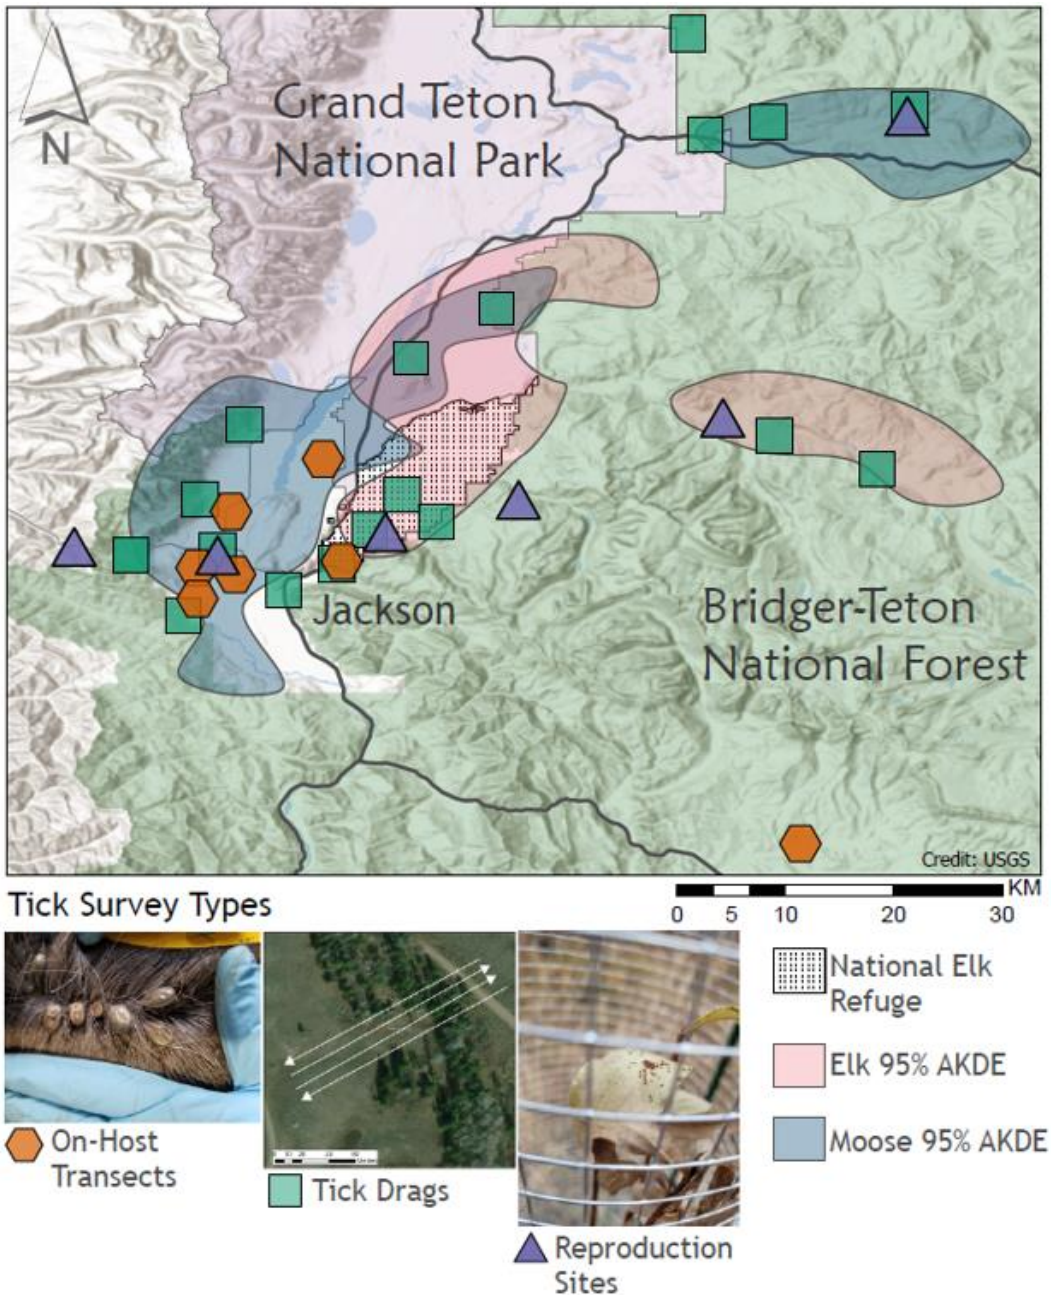 Grand Teton
National Park
N
Jackson
Bridger-Teton
National Forest
Credit: USGS
Tick Survey Types
KM
0 5 10 20 30
National Elk
Refuge
Elk 95% AKDE
Moose 95% AKDE
On-Host
Transects
Tick Drags
Reproduction
Sites